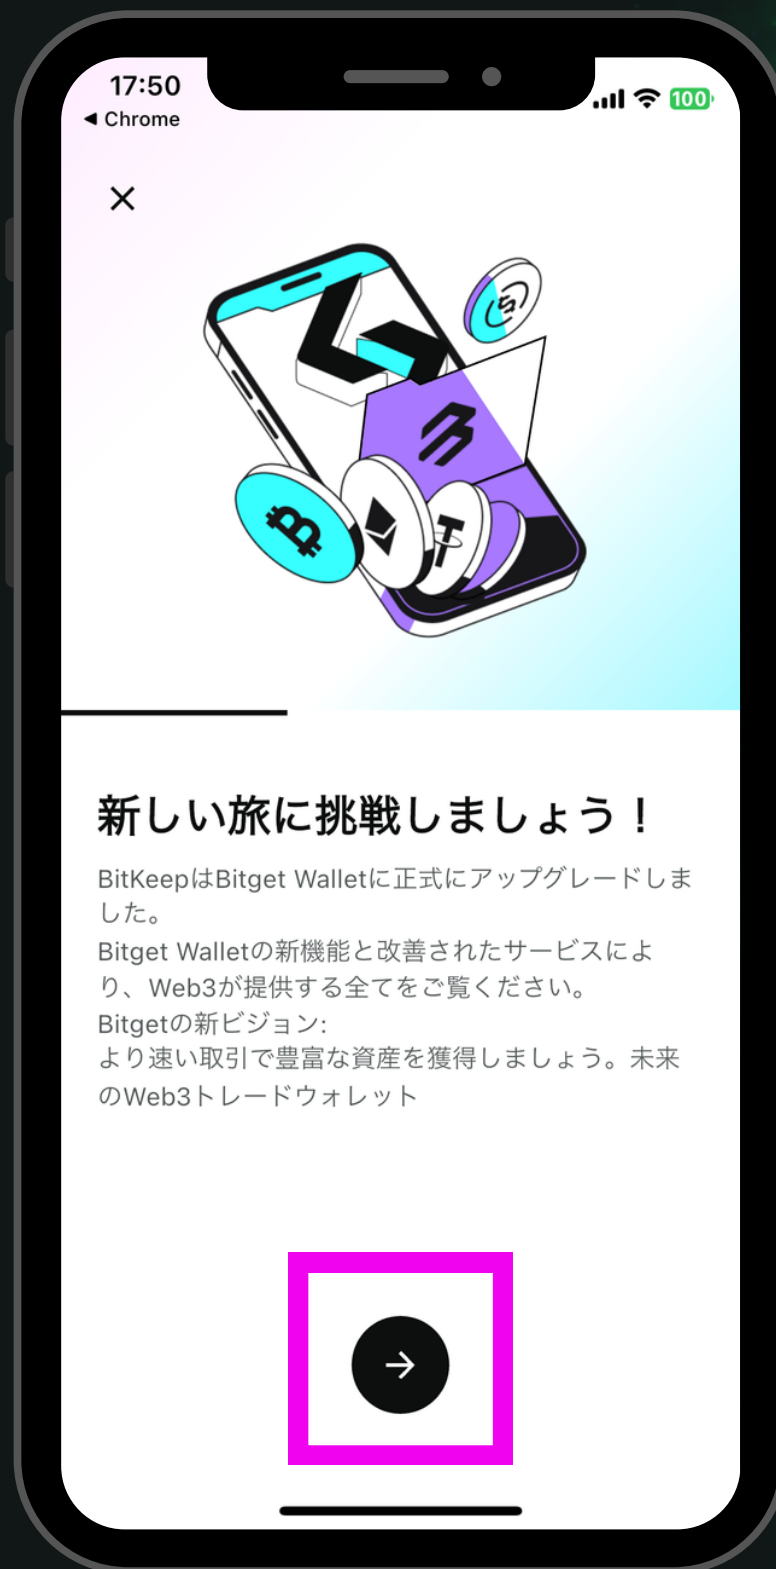 17:50
100
◀ Chrome
新しい旅に挑戦しましょう！
BitKeepはBitget Walletに正式にアップグレードしま
した。
Bitget Walletの新機能と改善されたサービスによ
り、Web3が提供する全てをご覧ください。
Bitgetの新ビジョン:
より速い取引で豊富な資産を獲得しましょう。未来
のWeb3トレードウォレット